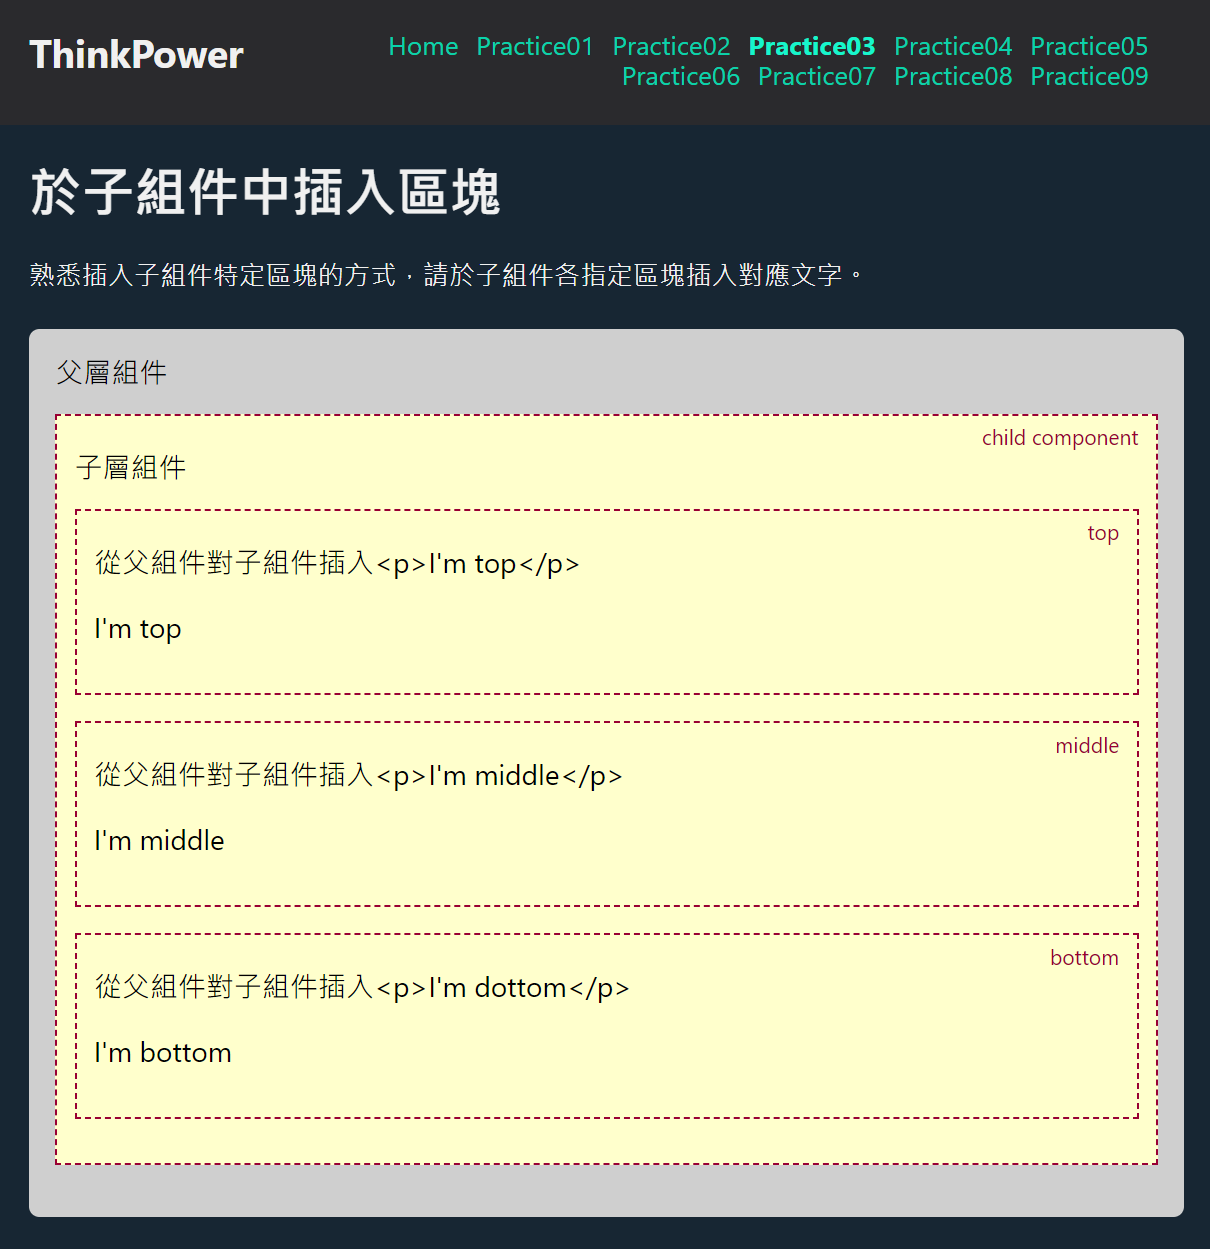 ThinkPower
Home Practice01 Practice02 Practice03 Practice04 Practice05
Practice06 Practice07 Practice08 Practice09
於子組件中插入區塊
熟悉插入子組件特定區塊的方式，請於子組件各指定區塊插入對應文字。
父層組件
child component
子層組件
top
從父組件對子組件插入<p>I'm top</p>
I'm top
middle
從父組件對子組件插入<p>I'm middle</p>
I'm middle
bottom
從父組件對子組件插入<p>I'm dottom</p>
I'm bottom